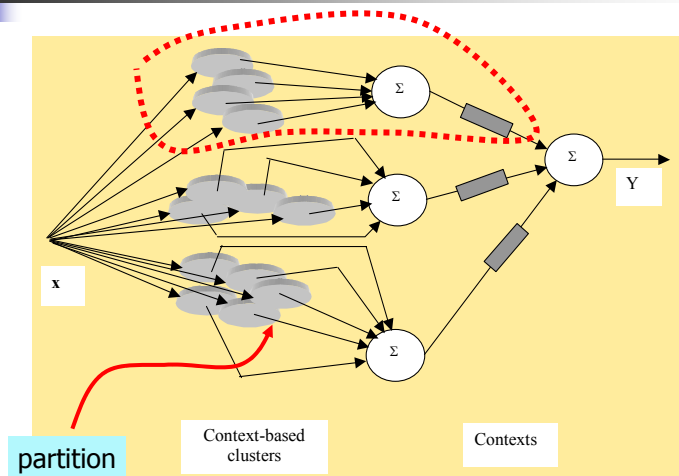 Σ
Σ
Y
Σ
x
Σ
Context-based
clusters
Contexts
partition